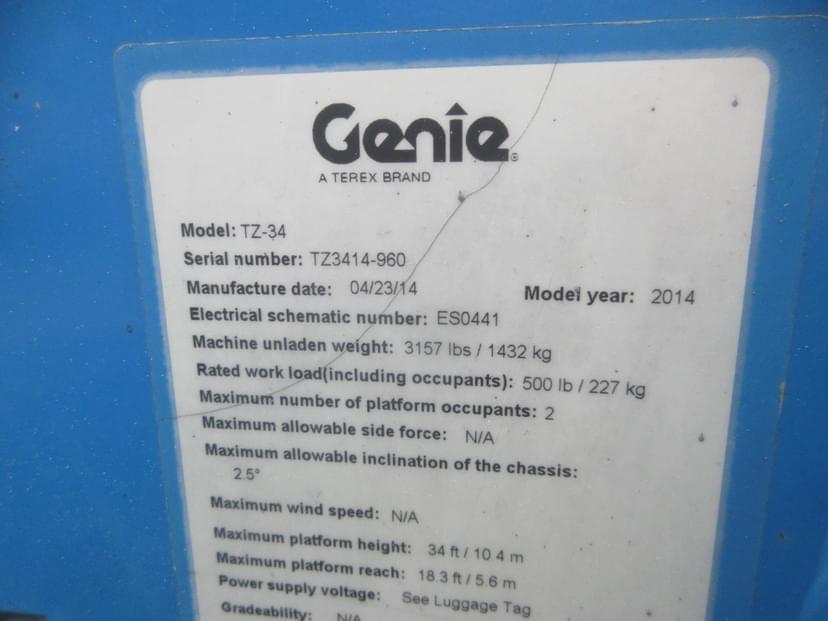 Genie®
A TEREX BRAND
Model: TZ-34
Serial number: TZ3414-960
Manufacture date: 04/23/14 Model year: 2014
Electrical schematic number: ES0441
Machine unladen weight: 3157 lbs / 1432 kg
Rated work load(including occupants): 500 lb / 227 kg
Maximum number of platform occupants: 2
Maximum allowable side force: N/A
Maximum allowable inclination of the chassis:
2.5°
Maximum wind speed: N/A
Maximum platform height: 34 ft / 10.4 m
Maximum platform reach: 18.3 ft / 5.6 m
Power supply voltage: See Luggage Tag
Gradeability: N/A